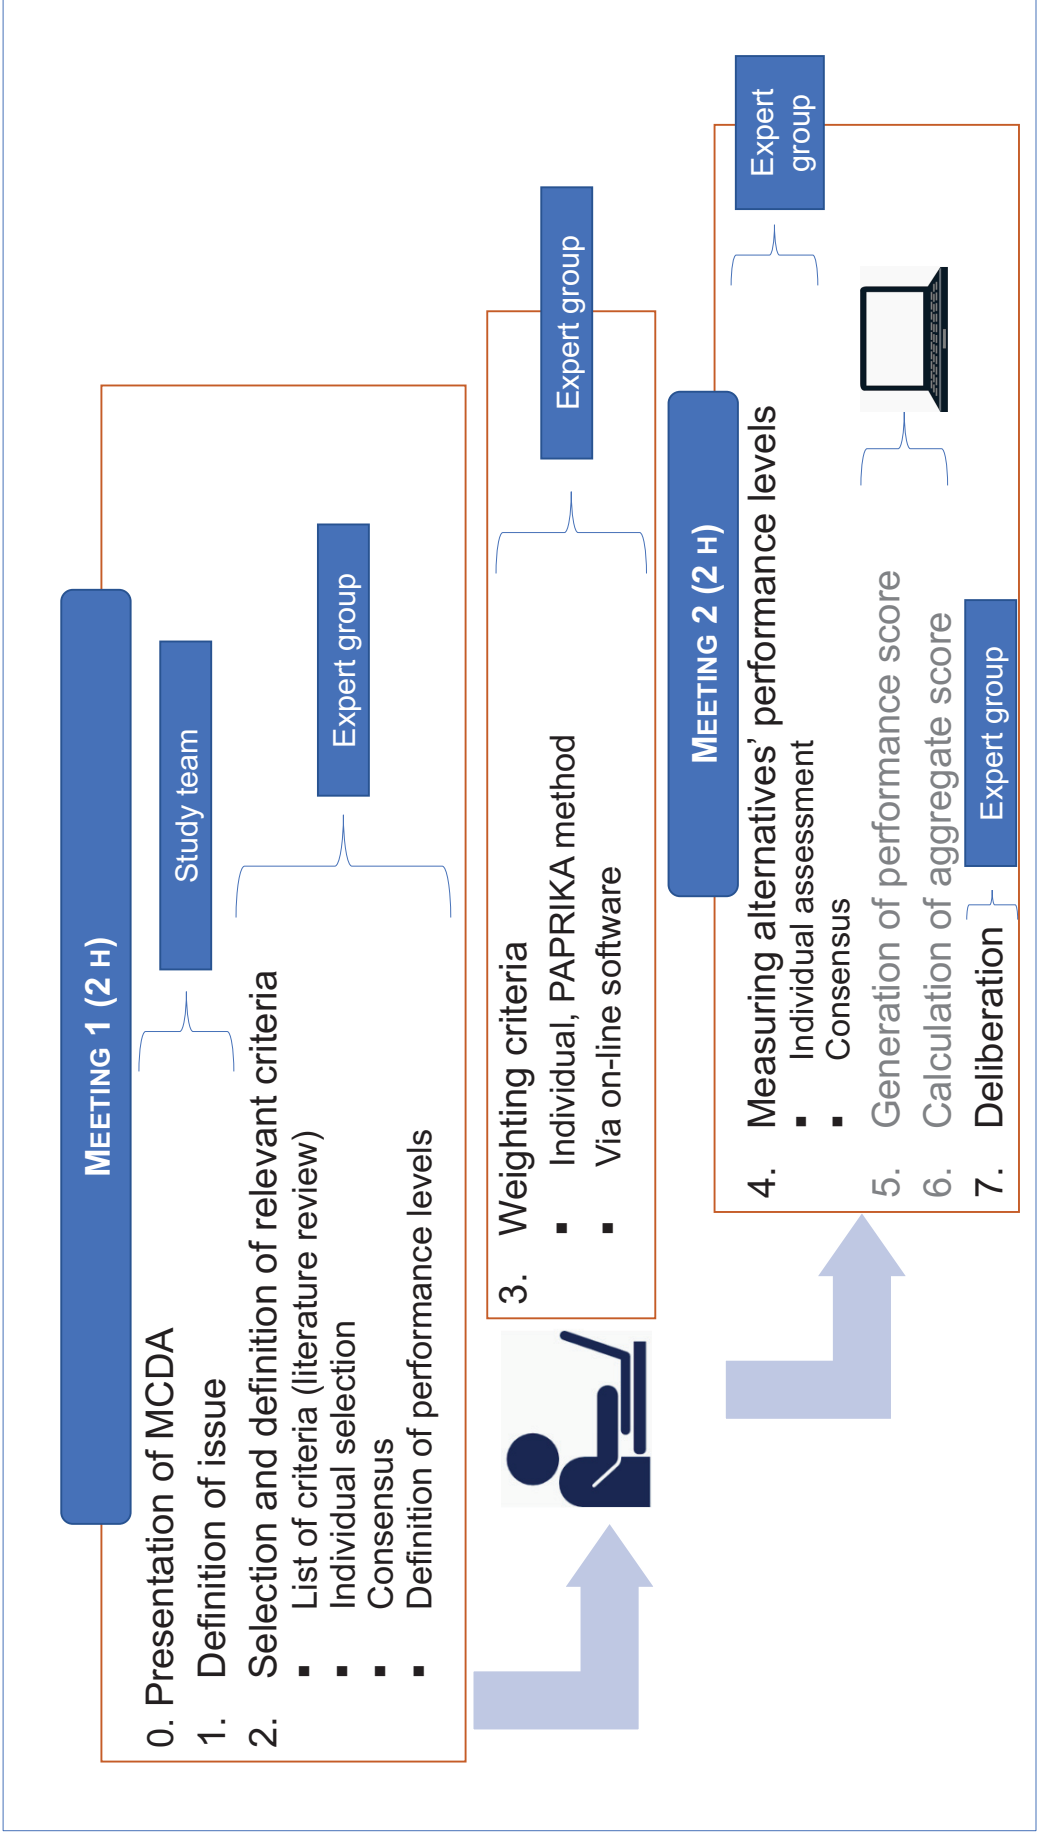 MEETING 1 (2 H)
0. Presentation of MCDA
1. Definition of issue
Study team
2. Selection and definition of relevant criteria
▪ List of criteria (literature review)
▪ Individual selection
▪ Consensus
▪ Definition of performance levels
Expert group
3. Weighting criteria
▪ Individual, PAPRIKA method
▪ Via on-line software
Expert group
MEETING 2 (2 H)
4. Measuring alternatives’ performance levels
▪ Individual assessment
▪ Consensus
Expert
group
5. Generation of performance score
6. Calculation of aggregate score
7. Deliberation
Expert group